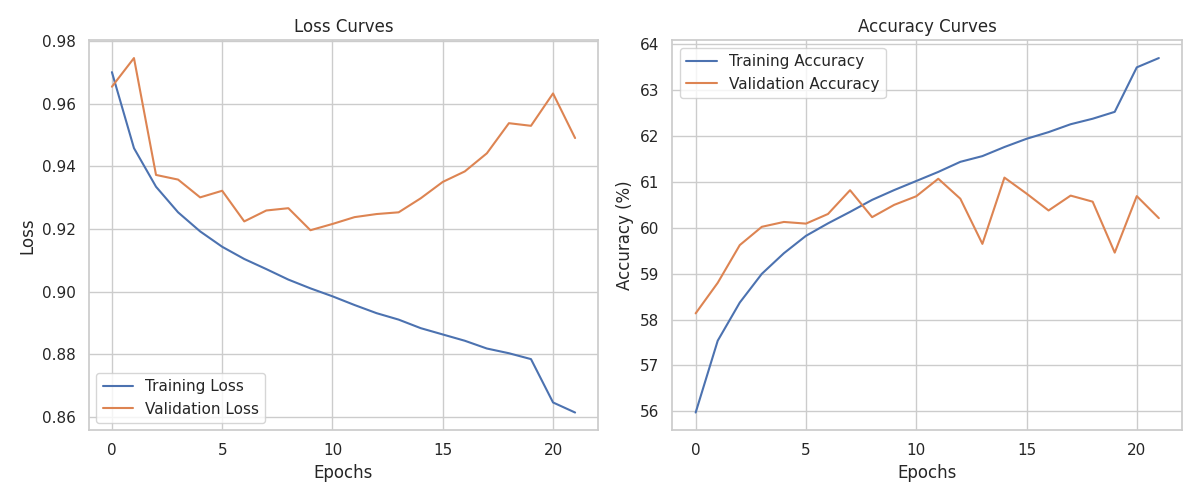 Loss Curves
0.98
0.96
0.94
0.92
0.90
0.88
0.86
Loss
Training Loss
Validation Loss
0
5
10
15
20
Epochs
Accuracy Curves
64
63
62
61
60
59
58
57
56
Accuracy (%)
Training Accuracy
Validation Accuracy
0
5
10
15
20
Epochs